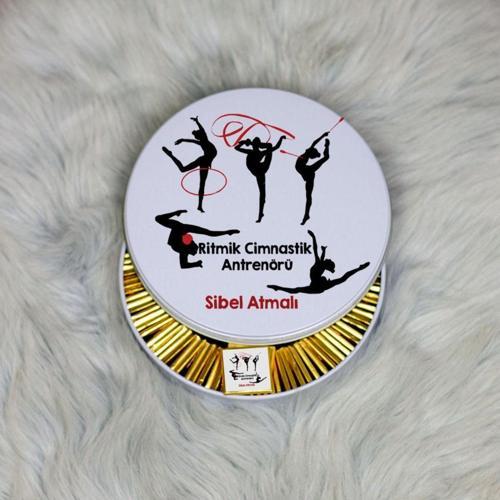 Ritmik Cimnastik
Antrenörü
Sibel Atmalı